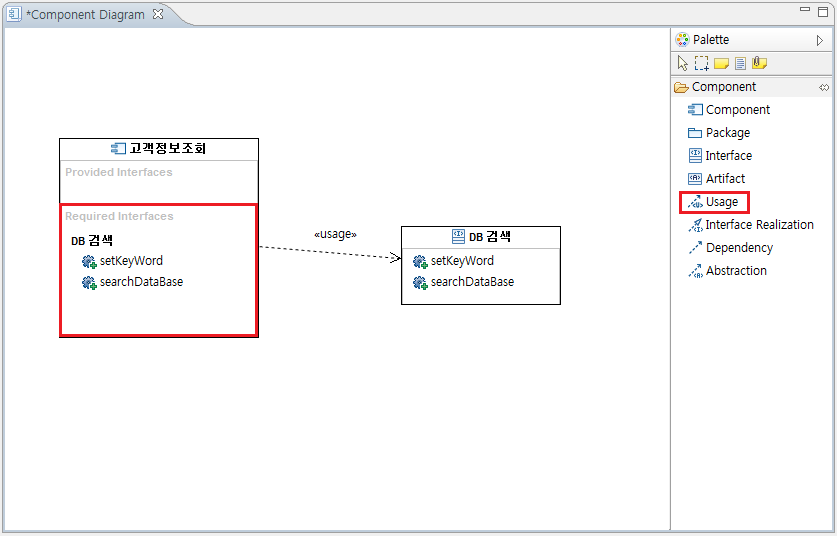 *Component Diagram
고객정보조회
Provided Interfaces
Required Interfaces
DB 검색
setKeyWord
searchDataBase
«usage»
DB 검색
setKeyWord
searchDataBase
Palette
Component
Component
Package
Interface
Artifact
Usage
Interface Realization
Dependency
Abstraction